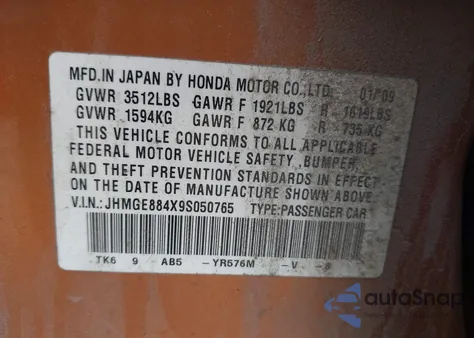 MFD. IN JAPAN BY HONDA MOTOR CO., LTD. 01/09
GVWR 3512LBS GAWR F 1921LBS R 1619LBS
GVWR 1594KG GAWR F 872 KG R 735 KG
THIS VEHICLE CONFORMS TO ALL APPLICABLE
FEDERAL MOTOR VEHICLE SAFETY, BUMPER,
AND THEFT PREVENTION STANDARDS IN EFFECT
ON THE DATE OF MANUFACTURE SHOWN ABOVE.
V.I.N.: JHMGE884X9S050765 TYPE:PASSENGER CAR
TK6 9 AB5 -YR576M -V -
autoSnap